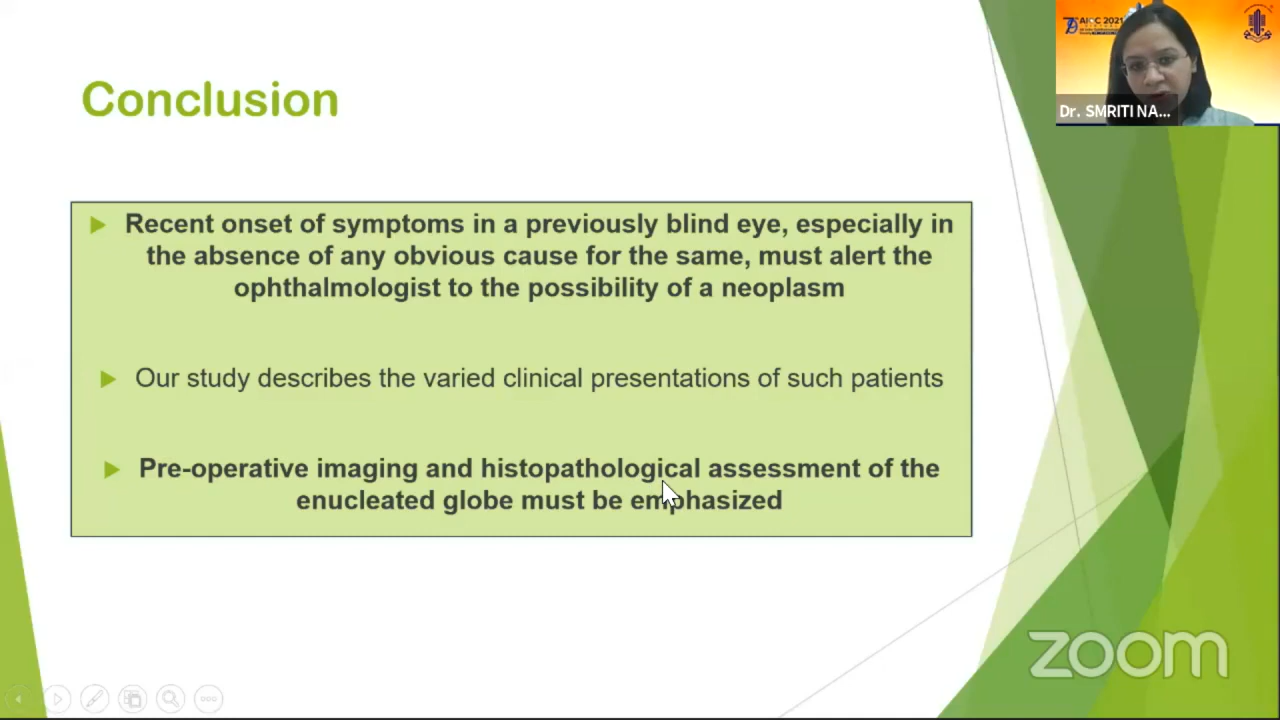 Conclusion
Recent onset of symptoms in a previously blind eye, especially in
the absence of any obvious cause for the same, must alert the
ophthalmologist to the possibility of a neoplasm
Our study describes the varied clinical presentations of such patients
Pre-operative imaging and histopathological assessment of the
enucleated globe must be emphasized
AIOC 2021
Dr. SMRITI NA...
zoom